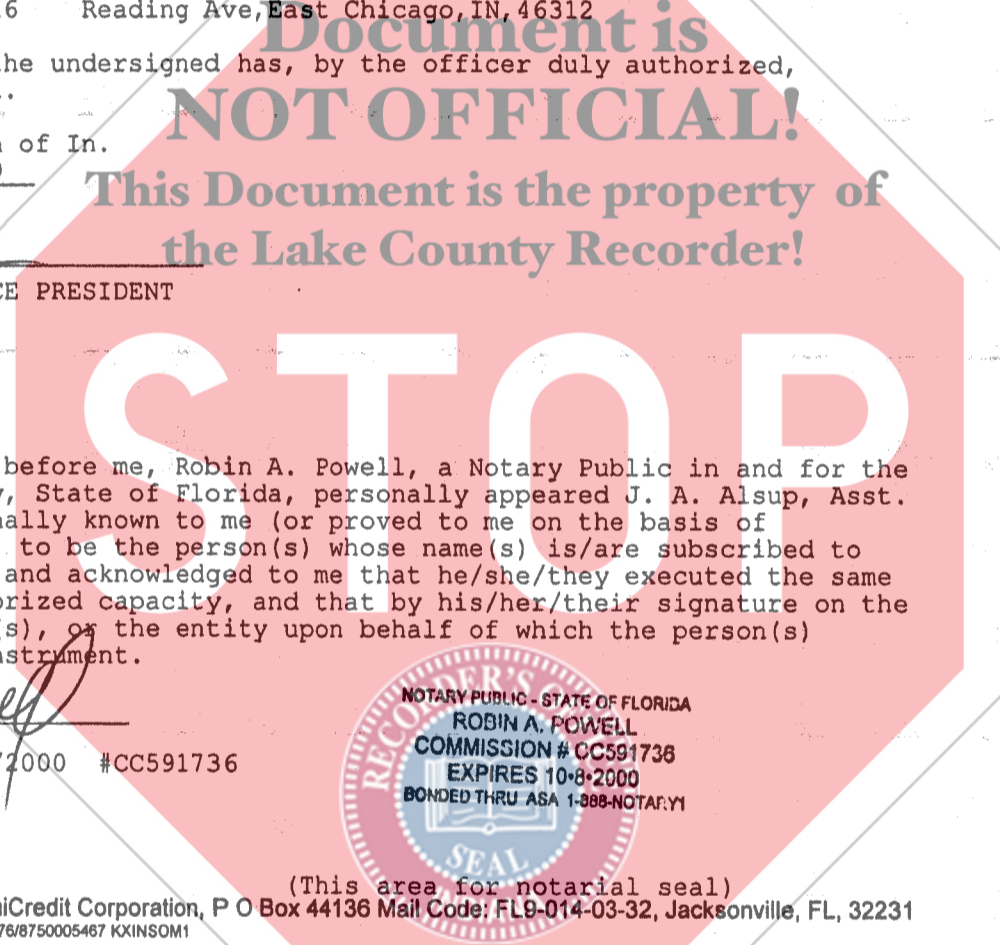 6 Reading Ave,East Chicago,IN,46312
Document is
he undersigned has, by the officer duly authorized,
NOT OFFICIAL!
of In.
This Document is the property of
the Lake County Recorder!
CE PRESIDENT
STOP
before me, Robin A. Powell, a Notary Public in and for the
, State of Florida, personally appeared J. A. Alsup, Asst.
ally known to me (or proved to me on the basis of
to be the person(s) whose name(s) is/are subscribed to
and acknowledged to me that he/she/they executed the same
orized capacity, and that by his/her/their signature on the
(s), or the entity upon behalf of which the person(s)
strument.
RECORDER'S
NOTARY PUBLIC - STATE OF FLORIDA
ROBIN A. POWELL
COMMISSION # CC591736
EXPIRES 10•8•2000
BONDED THRU ASA 1-888-NOTARY1
/2000 #CC591736
SEAL
(This area for notarial seal)
iCredit Corporation, P O Box 44136 Mail Code: FL9-014-03-32, Jacksonville, FL, 32231
76/8750005467 KXINSOM1